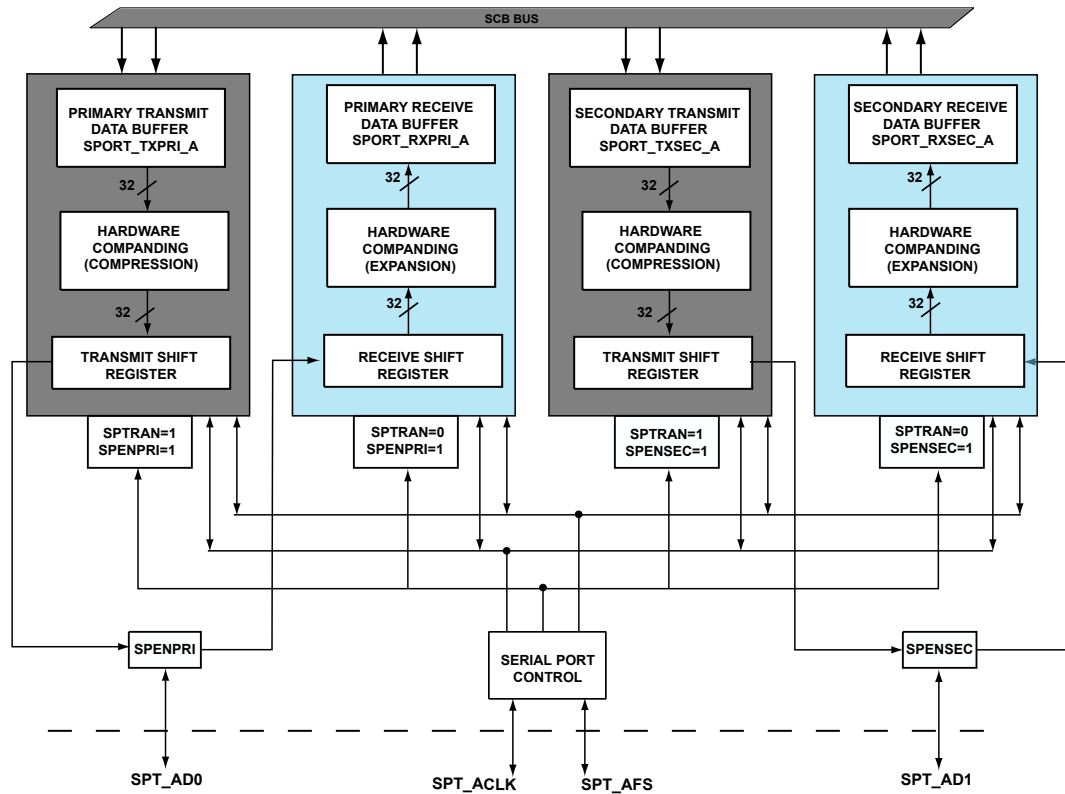 SCB BUS
PRIMARY TRANSMIT
DATA BUFFER
SPORT_TXPRI_A
32
HARDWARE
COMPANDING
(COMPRESSION)
32
TRANSMIT SHIFT
REGISTER
SPTRAN=1
SPENPRI=1
PRIMARY RECEIVE
DATA BUFFER
SPORT_RXPRI_A
32
HARDWARE
COMPANDING
(EXPANSION)
32
RECEIVE SHIFT
REGISTER
SPTRAN=0
SPENPRI=1
SECONDARY TRANSMIT
DATA BUFFER
SPORT_TXSEC_A
32
HARDWARE
COMPANDING
(COMPRESSION)
32
TRANSMIT SHIFT
REGISTER
SPTRAN=1
SPENSEC=1
SECONDARY RECEIVE
DATA BUFFER
SPORT_RXSEC_A
32
HARDWARE
COMPANDING
(EXPANSION)
32
RECEIVE SHIFT
REGISTER
SPTRAN=0
SPENSEC=1
SPENPRI
SERIAL PORT
CONTROL
SPENSEC
SPT_AD0
SPT_ACLK
SPT_AFS
SPT_AD1